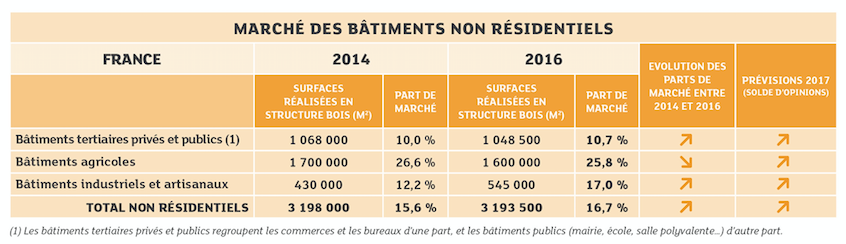 MARCHÉ DES BÂTIMENTS NON RÉSIDENTIELS
FRANCE 2014 2016 EVOLUTION DES PARTS DE MARCHÉ ENTRE 2014 ET 2016 PRÉVISIONS 2017 (SOLDE D'OPINIONS)
SURFACES RÉALISÉES EN STRUCTURE BOIS (M²) PART DE MARCHÉ SURFACES RÉALISÉES EN STRUCTURE BOIS (M²) PART DE MARCHÉ
Bâtiments tertiaires privés et publics (1) 1 068 000 10,0 % 1 048 500 10,7 % ↗ ↗
Bâtiments agricoles 1 700 000 26,6 % 1 600 000 25,8 % ↘ ↗
Bâtiments industriels et artisanaux 430 000 12,2 % 545 000 17,0 % ↗ ↗
TOTAL NON RÉSIDENTIELS 3 198 000 15,6 % 3 193 500 16,7 % ↗ ↗
(1) Les bâtiments tertiaires privés et publics regroupent les commerces et les bureaux d'une part, et les bâtiments publics (mairie, école, salle polyvalente...) d'autre part.